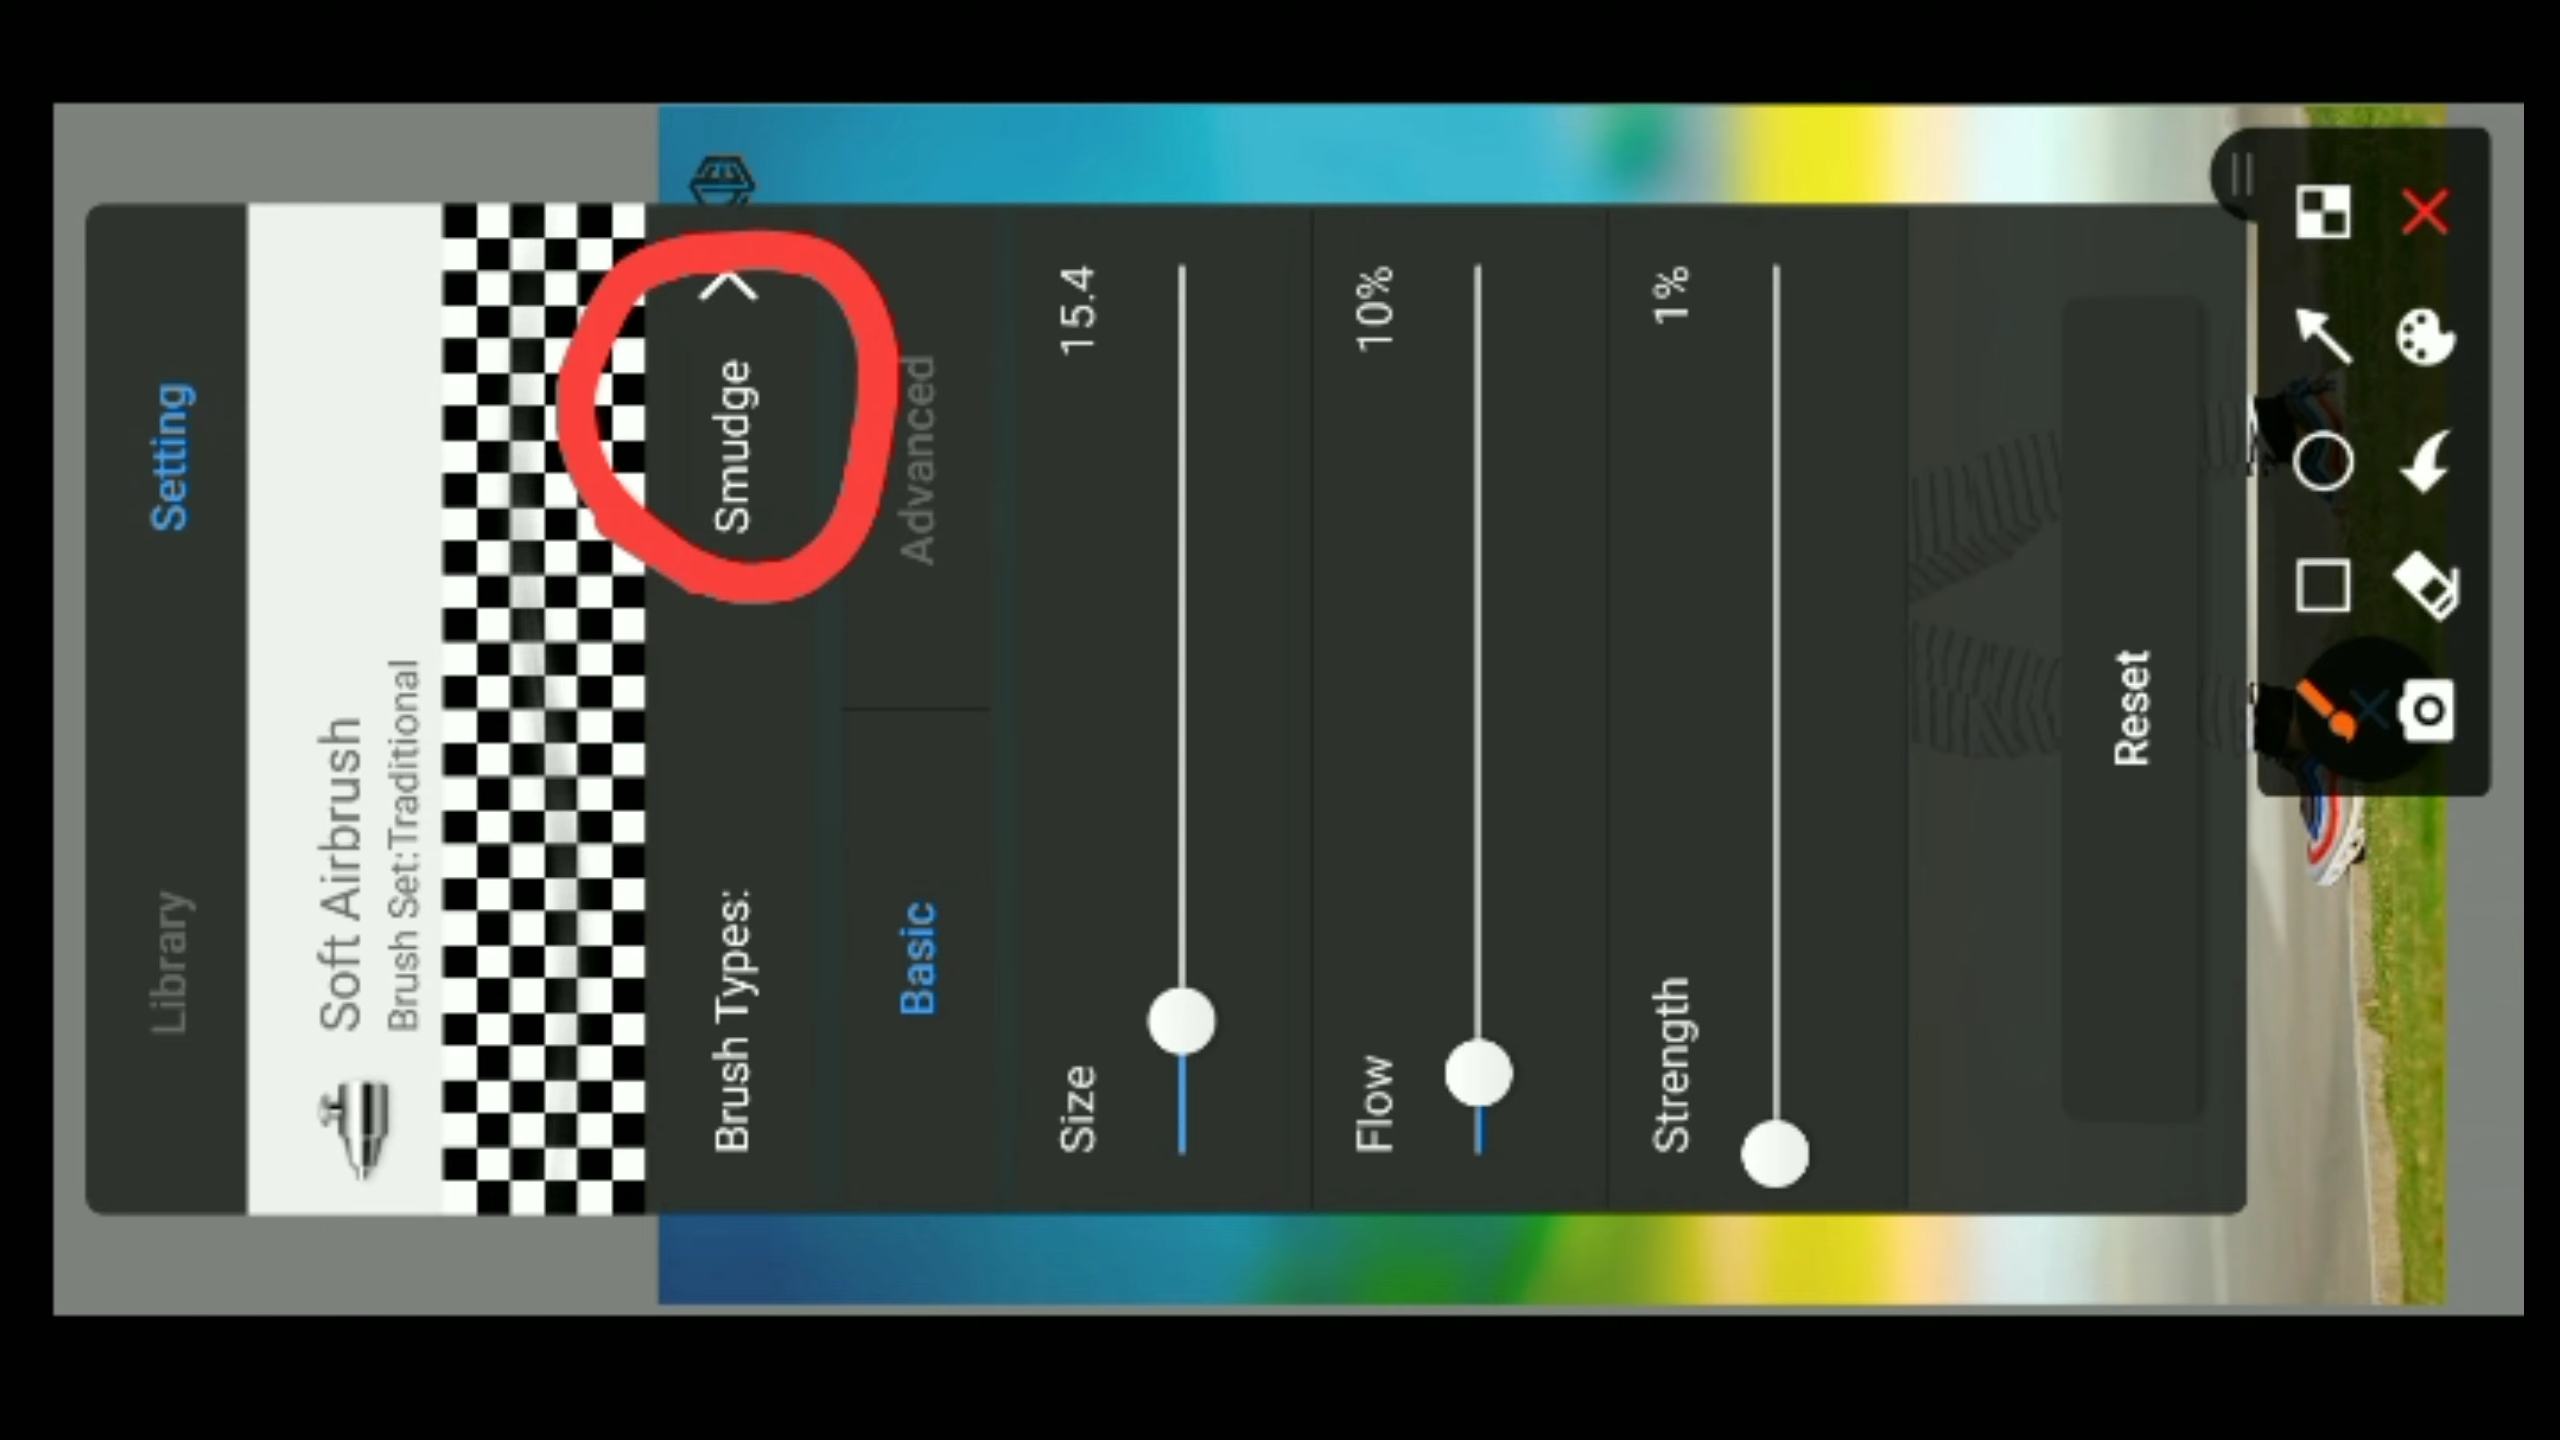 Library Setting
Soft Airbrush
Brush Set:Traditional
Brush Types: Smudge
Basic Advanced
Size 15.4
Flow 10%
Strength 1%
Reset